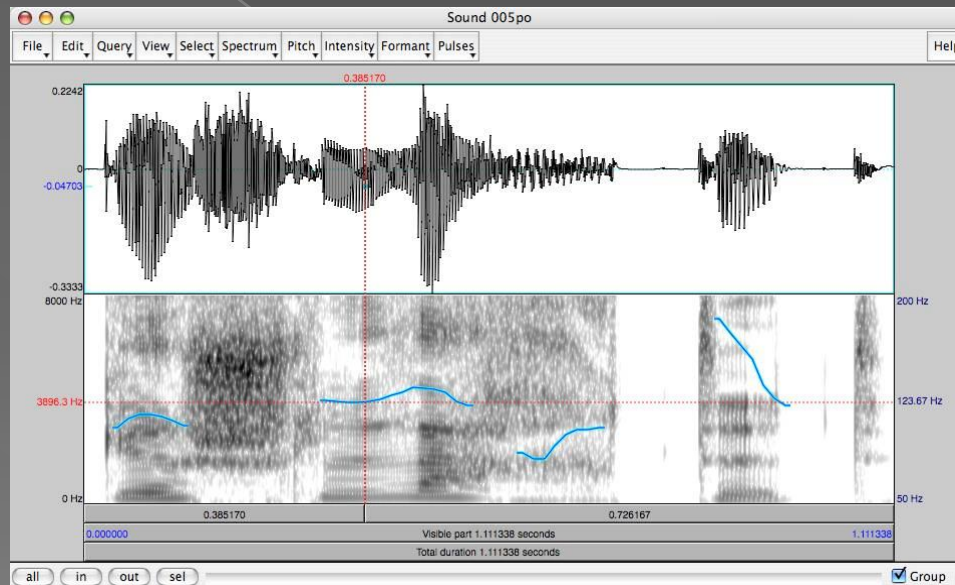 Sound 005po
File Edit Query View Select Spectrum Pitch Intensity Formant Pulses Help
0.385170
0.2242
0
-0.04703
-0.3333
8000 Hz 200 Hz
3896.3 Hz 123.67 Hz
0 Hz 50 Hz
0.385170 0.726167
0.000000 Visible part 1.111338 seconds 1.111338
Total duration 1.111338 seconds
all in out sel Group